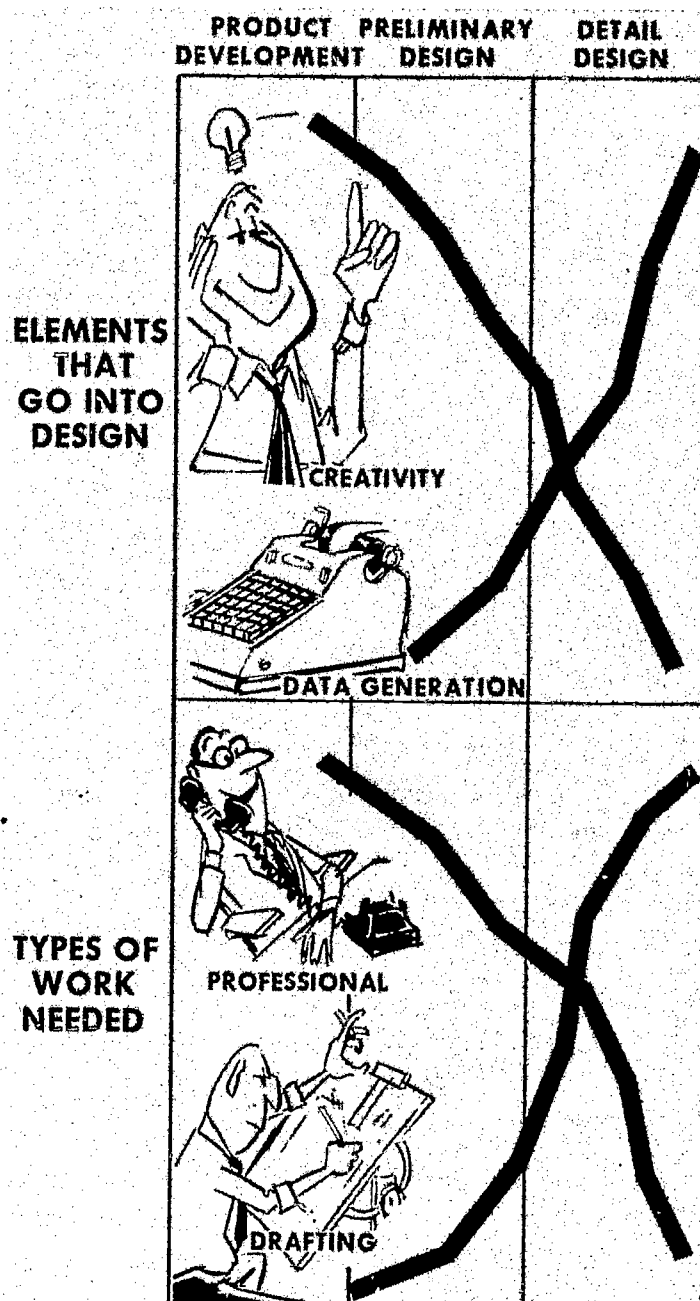 PRODUCT DEVELOPMENT
PRELIMINARY DESIGN
DETAIL DESIGN
ELEMENTS
THAT
GO INTO
DESIGN
CREATIVITY
DATA GENERATION
TYPES OF
WORK
NEEDED
PROFESSIONAL
DRAFTING